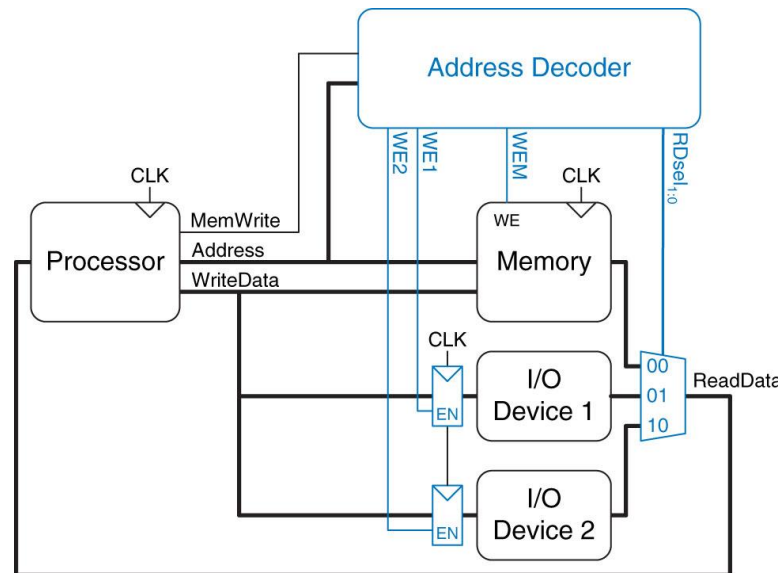 Address Decoder
WE2
WE1
WEM
RDsel1:0
CLK
CLK
MemWrite
WE
Address
Processor
Memory
WriteData
CLK
00
I/O
Device 1
01
ReadData
EN
10
I/O
Device 2
EN